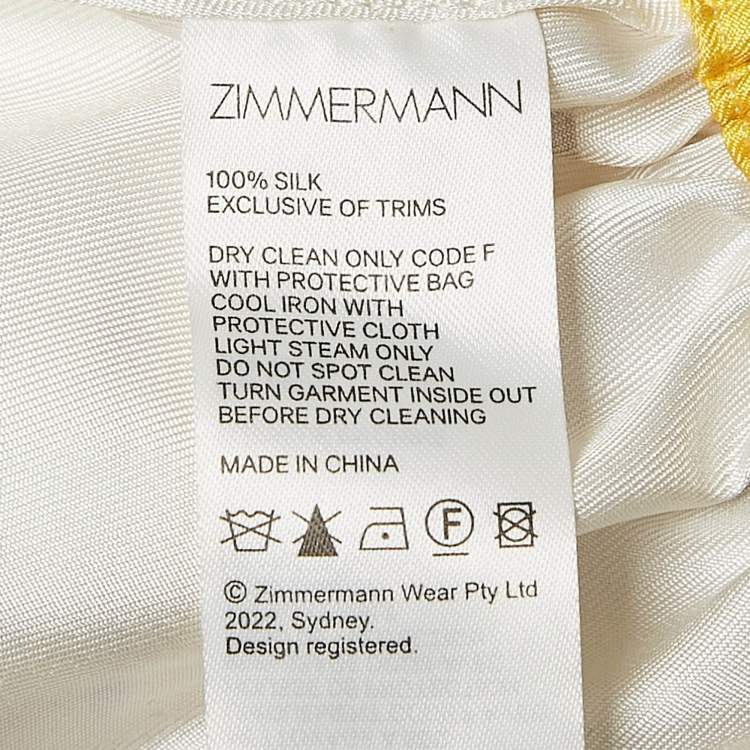 ZIMMERMANN
100% SILK
EXCLUSIVE OF TRIMS
DRY CLEAN ONLY CODE F
WITH PROTECTIVE BAG
COOL IRON WITH
PROTECTIVE CLOTH
LIGHT STEAM ONLY
DO NOT SPOT CLEAN
TURN GARMENT INSIDE OUT
BEFORE DRY CLEANING
MADE IN CHINA
F
© Zimmermann Wear Pty Ltd
2022, Sydney.
Design registered.